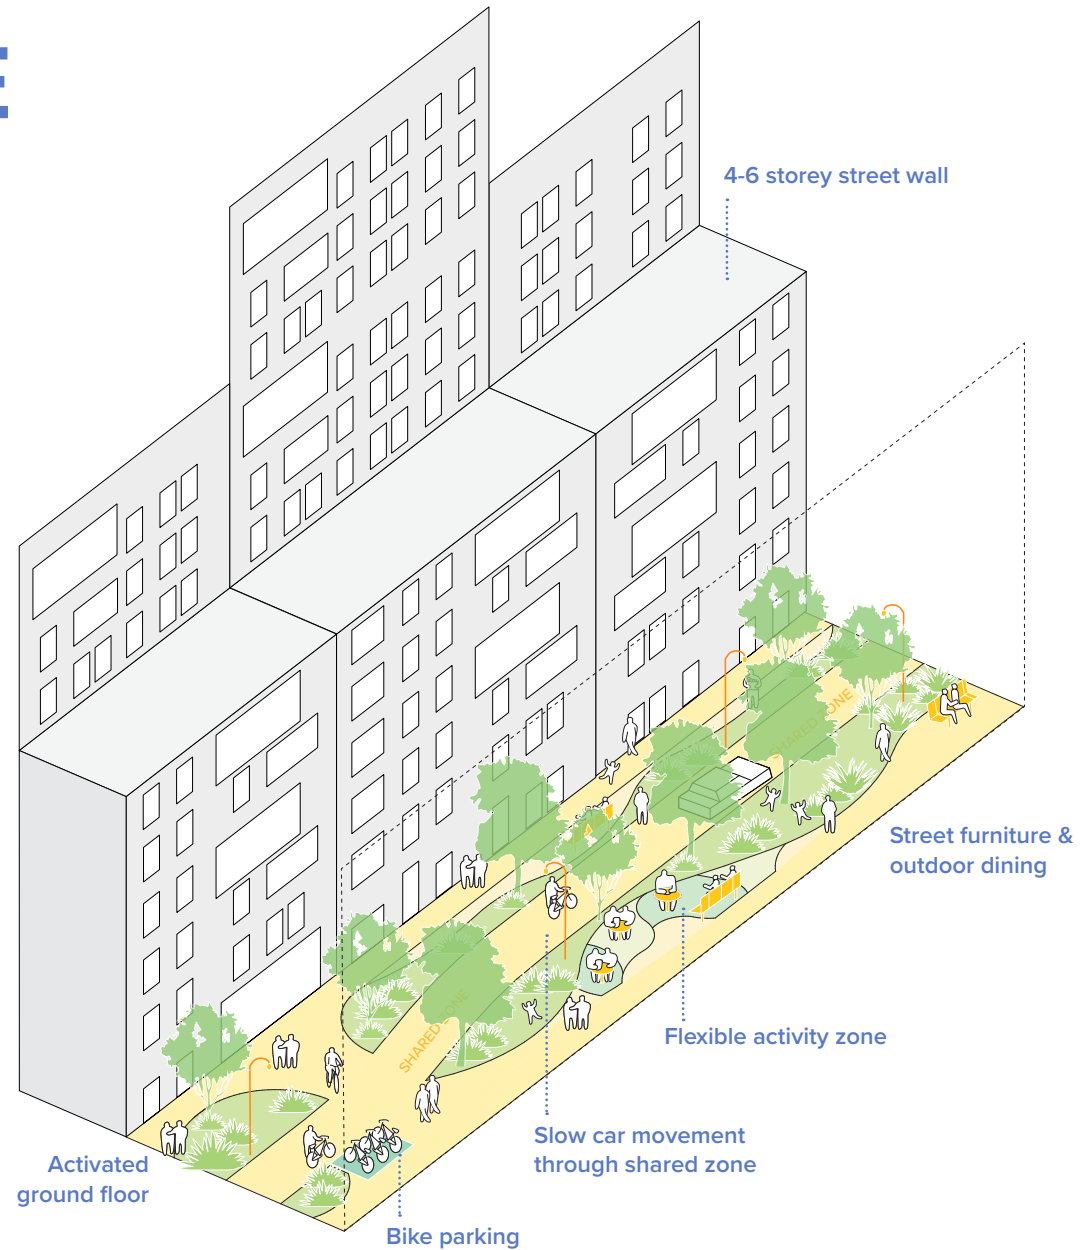 E
4-6 storey street wall
SHARED ZONE
Street furniture &
outdoor dining
SHARED ZONE
Flexible activity zone
Slow car movement
through shared zone
Activated
ground floor
Bike parking